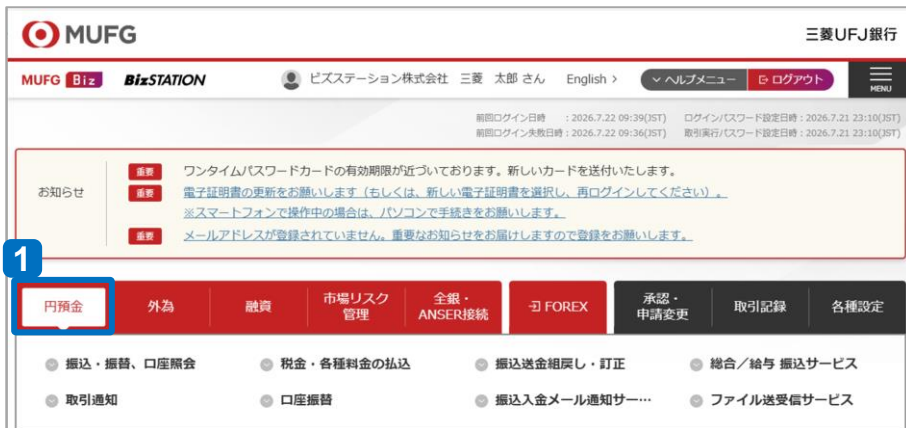 MUFG 三菱UFJ銀行
MUFG Biz BizSTATION ビズステーション株式会社 三菱 太郎 さん English > ヘルプメニュー ログアウト MENU
前回ログイン日時 : 2026.7.22 09:39(JST) ログインパスワード設定日時 : 2026.7.21 23:10(JST)
前回ログイン失敗日時 : 2026.7.22 09:36(JST) 取引実行パスワード設定日時 : 2026.7.21 23:10(JST)
重要 ワンタイムパスワードカードの有効期限が近づいております。新しいカードを送付いたします。
お知らせ 重要 電子証明書の更新をお願いします(もしくは、新しい電子証明書を選択し、再ログインしてください)。
※スマートフォンで操作中の場合は、パソコンで手続きをお願いします。
重要 メールアドレスが登録されていません。重要なお知らせをお届けしますので登録をお願いします。
1
円預金 外為 融資 市場リスク管理 全銀・ANSER接続 FOREX 承認・申請変更 取引記録 各種設定
振込・振替、口座照会 税金・各種料金の払込 振込送金組戻し・訂正 総合/給与 振込サービス
取引通知 口座振替 振込入金メール通知サー… ファイル送受信サービス